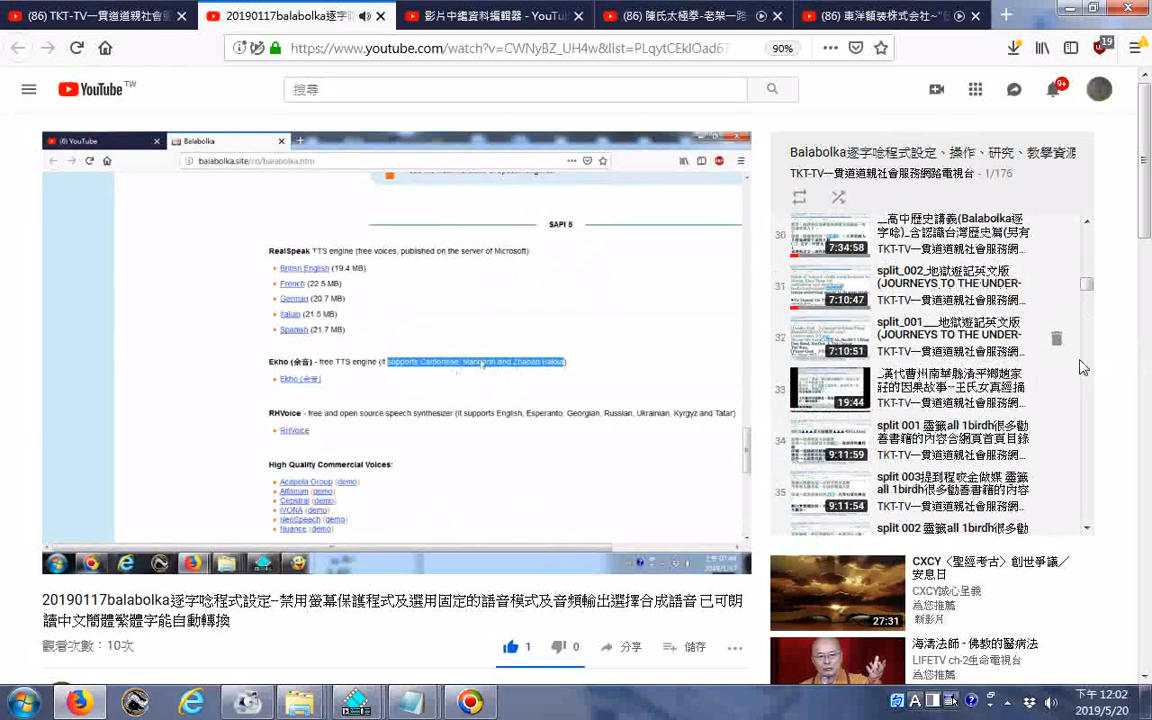 (86) TKT-TV一貫道道親社會服
20190117balabolka逐字唸
影片中繼資料編輯器 - YouTu
(86) 陳氏太極拳-老架一路
(86) 東洋額装株式会社~"
https://www.youtube.com/watch?v=CWNyBZ_UH4w&list=PLqytCEklOad6
90%
19
YouTube TW
搜尋
9+
(6) YouTube
Balabolka
balabolka.site/cn/balabolka.htm
SAPI 5
RealSpeak TTS engine (free voices, published on the server of Microsoft)
British English (19.4 MB)
French (22.5 MB)
German (20.7 MB)
Italian (21.5 MB)
Spanish (21.7 MB)
Ekho (余音) - free TTS engine (it supports Cantonese, Mandarin and Zhaoan Hakka)
Ekho (余音)
RHVoice - free and open source speech synthesizer (it supports English, Esperanto, Georgian, Russian, Ukrainian, Kyrgyz and Tatar)
RHVoice
High Quality Commercial Voices:
Acapela Group (demo)
Alfanum (demo)
Cepstral (demo)
IVONA (demo)
NeoSpeech (demo)
Nuance (demo)
上午 07:44
2019/1/17
20190117balabolka逐字唸程式設定--禁用螢幕保護程式及選用固定的語音模式及音頻輸出選擇合成語音 已可朗
讀中文簡體繁體字能自動轉換
觀看次數：10次
1
0
分享
儲存
Balabolka逐字唸程式設定、操作、研究、教學資源
TKT-TV一貫道道親社會服務網路電視台 - 1/176
30
7:34:58
_高中歷史講義(Balabolka逐
字唸)_含認識台灣歷史篇(另有
TKT-TV一貫道道親社會服務網...
31
7:10:47
split_002_地獄遊記英文版
(JOURNEYS TO THE UNDER-
TKT-TV一貫道道親社會服務網...
32
7:10:51
split_001___地獄遊記英文版
(JOURNEYS TO THE UNDER-
TKT-TV一貫道道親社會服務網...
33
19:44
_漢代曹州南華縣清平鄉趙家
莊的因果故事--王氏女真經摘
TKT-TV一貫道道親社會服務網...
34
9:11:59
split 001 靈籤all 1birdh很多勸
善書籍的內容含網頁首頁目錄
TKT-TV一貫道道親社會服務網...
35
9:11:54
split 003提到程咬金做媒 靈籤
all 1birdh很多勸善書籍的內容
TKT-TV一貫道道親社會服務網...
split 002 靈籤all 1birdh很多勸
27:31
CXCY〈聖經考古〉創世爭議／
安息日
CXCY誠心星義
為您推薦
新影片
海濤法師 - 佛教的醫病法
LIFETV ch-2生命電視台
為您推薦
下午 12:02
2019/5/20